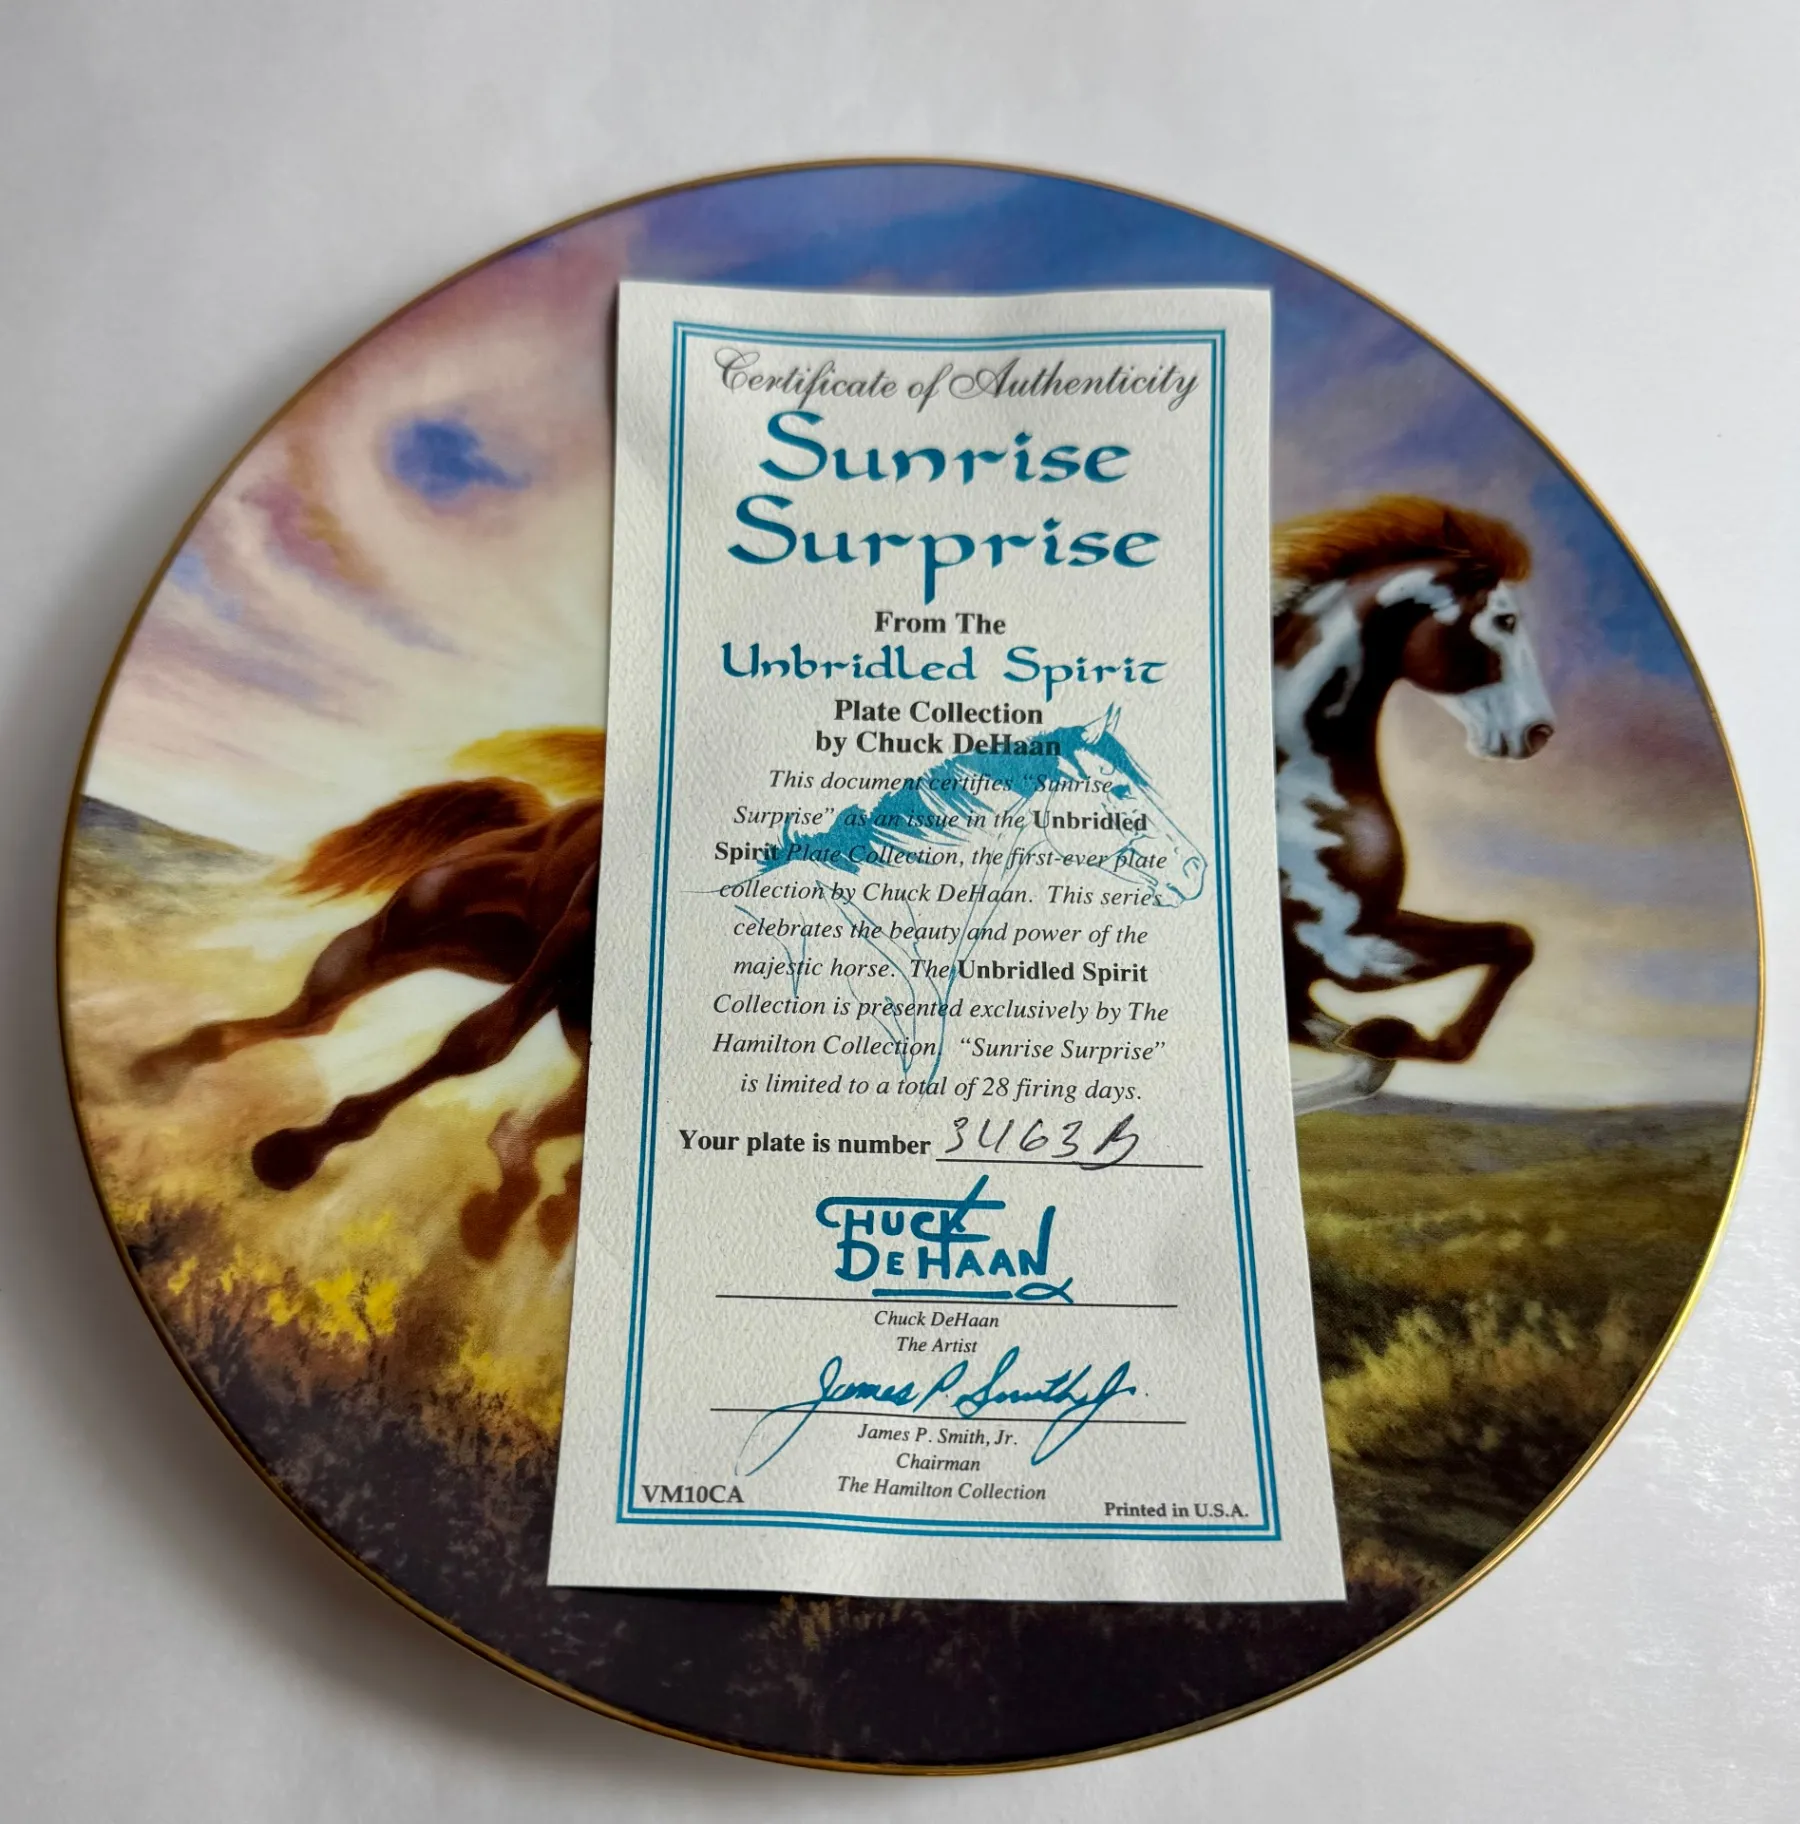 Certificate of Authenticity
Sunrise
Surprise
From The
Unbridled Spirit
Plate Collection
by Chuck DeHaan
This document certifies “Sunrise
Surprise” as an issue in the Unbridled
Spirit Plate Collection, the first-ever plate
collection by Chuck DeHaan. This series
celebrates the beauty and power of the
majestic horse. The Unbridled Spirit
Collection is presented exclusively by The
Hamilton Collection. “Sunrise Surprise”
is limited to a total of 28 firing days.
Your plate is number 3463B
CHUCK
DEHAAN
Chuck DeHaan
The Artist
James P. Smith Jr.
James P. Smith, Jr.
Chairman
The Hamilton Collection
VM10CA
Printed in U.S.A.